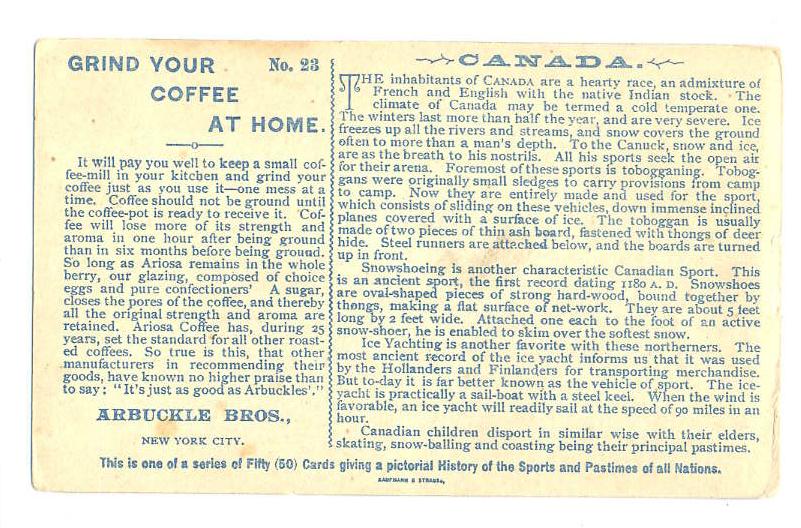 GRIND YOUR No. 23
COFFEE
AT HOME.
It will pay you well to keep a small cof-
fee-mill in your kitchen and grind your
coffee just as you use it—one mess at a
time. Coffee should not be ground until
the coffee-pot is ready to receive it. Cof-
fee will lose more of its strength and
aroma in one hour after being ground
than in six months before being ground.
So long as Ariosa remains in the whole
berry, our glazing, composed of choice
eggs and pure confectioners' A sugar,
closes the pores of the coffee, and thereby
all the original strength and aroma are
retained. Ariosa Coffee has, during 25
years, set the standard for all other roast-
ed coffees. So true is this, that other
manufacturers in recommending their
goods, have known no higher praise than
to say: "It's just as good as Arbuckles'."
ARBUCKLE BROS.,
NEW YORK CITY.
CANADA.
THE inhabitants of CANADA are a hearty race, an admixture of
French and English with the native Indian stock. The
climate of Canada may be termed a cold temperate one.
The winters last more than half the year, and are very severe. Ice
freezes up all the rivers and streams, and snow covers the ground
often to more than a man's depth. To the Canuck, snow and ice,
are as the breath to his nostrils. All his sports seek the open air
for their arena. Foremost of these sports is tobogganing. Tobog-
gans were originally small sledges to carry provisions from camp
to camp. Now they are entirely made and used for the sport,
which consists of sliding on these vehicles, down immense inclined
planes covered with a surface of ice. The toboggan is usually
made of two pieces of thin ash board, fastened with thongs of deer
hide. Steel runners are attached below, and the boards are turned
up in front.
Snowshoeing is another characteristic Canadian Sport. This
is an ancient sport, the first record dating 1180 A. D. Snowshoes
are oval-shaped pieces of strong hard-wood, bound together by
thongs, making a flat surface of net-work. They are about 5 feet
long by 2 feet wide. Attached one each to the foot of an active
snow-shoer, he is enabled to skim over the softest snow.
Ice Yachting is another favorite with these northerners. The
most ancient record of the ice yacht informs us that it was used
by the Hollanders and Finlanders for transporting merchandise.
But to-day it is far better known as the vehicle of sport. The ice-
yacht is practically a sail-boat with a steel keel. When the wind is
favorable, an ice yacht will readily sail at the speed of 90 miles in an
hour.
Canadian children disport in similar wise with their elders,
skating, snow-balling and coasting being their principal pastimes.
This is one of a series of Fifty (50) Cards giving a pictorial History of the Sports and Pastimes of all Nations.
KAUFMANN & STRAUSS,